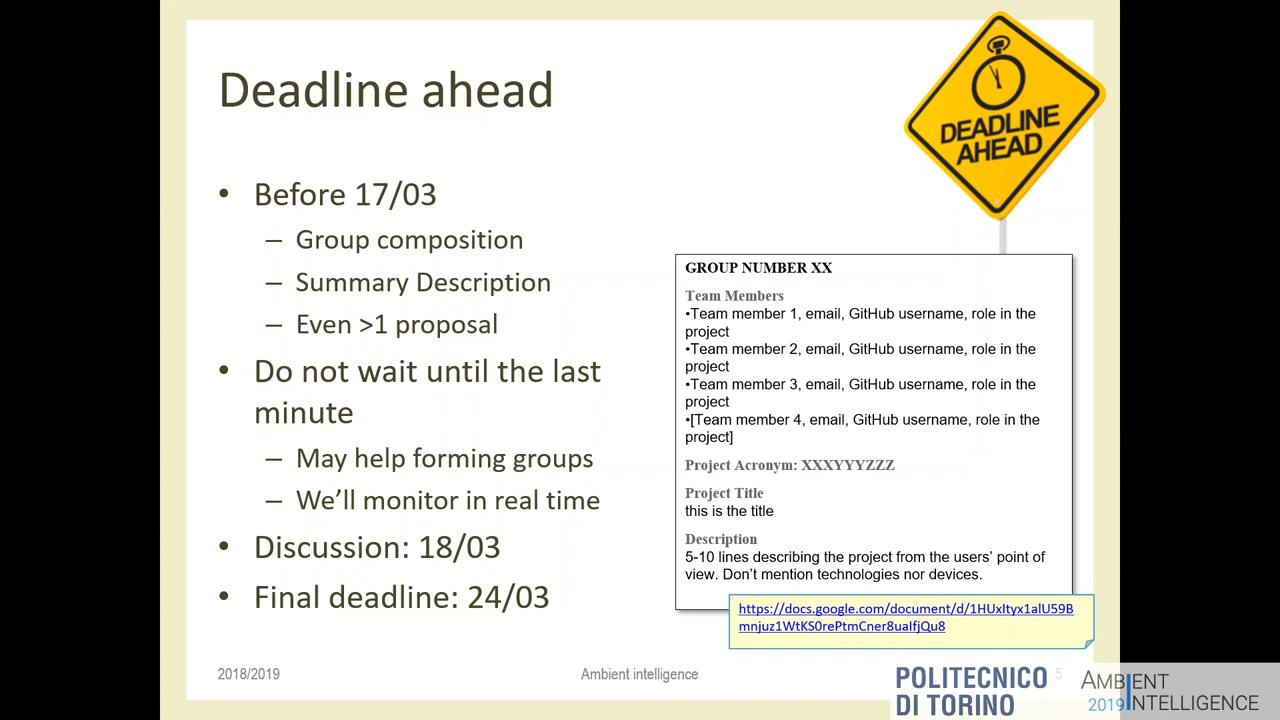 Deadline ahead
DEADLINE
AHEAD
• Before 17/03
– Group composition
– Summary Description
– Even >1 proposal
• Do not wait until the last
minute
– May help forming groups
– We'll monitor in real time
• Discussion: 18/03
• Final deadline: 24/03
GROUP NUMBER XX
Team Members
•Team member 1, email, GitHub username, role in the
project
•Team member 2, email, GitHub username, role in the
project
•Team member 3, email, GitHub username, role in the
project
•[Team member 4, email, GitHub username, role in the
project]
Project Acronym: XXXYYYZZZ
Project Title
this is the title
Description
5-10 lines describing the project from the users' point of
view. Don't mention technologies nor devices.
https://docs.google.com/document/d/1HUxItyx1alU59B
mnjuz1WtKS0rePtmCner8uaIfjQu8
2018/2019
Ambient intelligence
5
POLITECNICO
DI TORINO
AMBIENT
2019 INTELLIGENCE